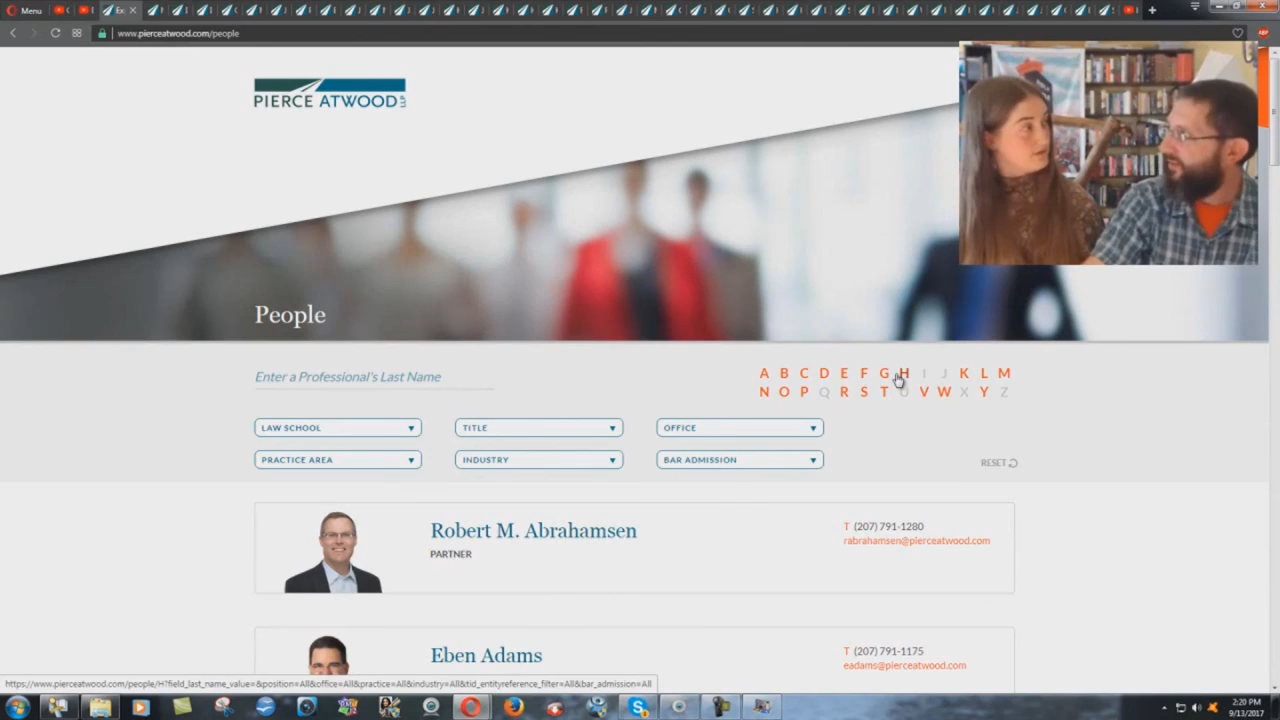 Menu
Ex
www.pierceatwood.com/people
ABP
PIERCE ATWOOD LLP
People
Enter a Professional's Last Name
A B C D E F G H I J K L M
N O P Q R S T U V W X Y Z
LAW SCHOOL TITLE OFFICE
PRACTICE AREA INDUSTRY BAR ADMISSION
RESET
Robert M. Abrahamsen
PARTNER
T (207) 791-1280
rabrahamsen@pierceatwood.com
Eben Adams
T (207) 791-1175
eadams@pierceatwood.com
https://www.pierceatwood.com/people/H?field_last_name_value=&position=All&office=All&practice=All&industry=All&tid_entityreference_filter=All&bar_admission=All
2:20 PM
9/13/2017